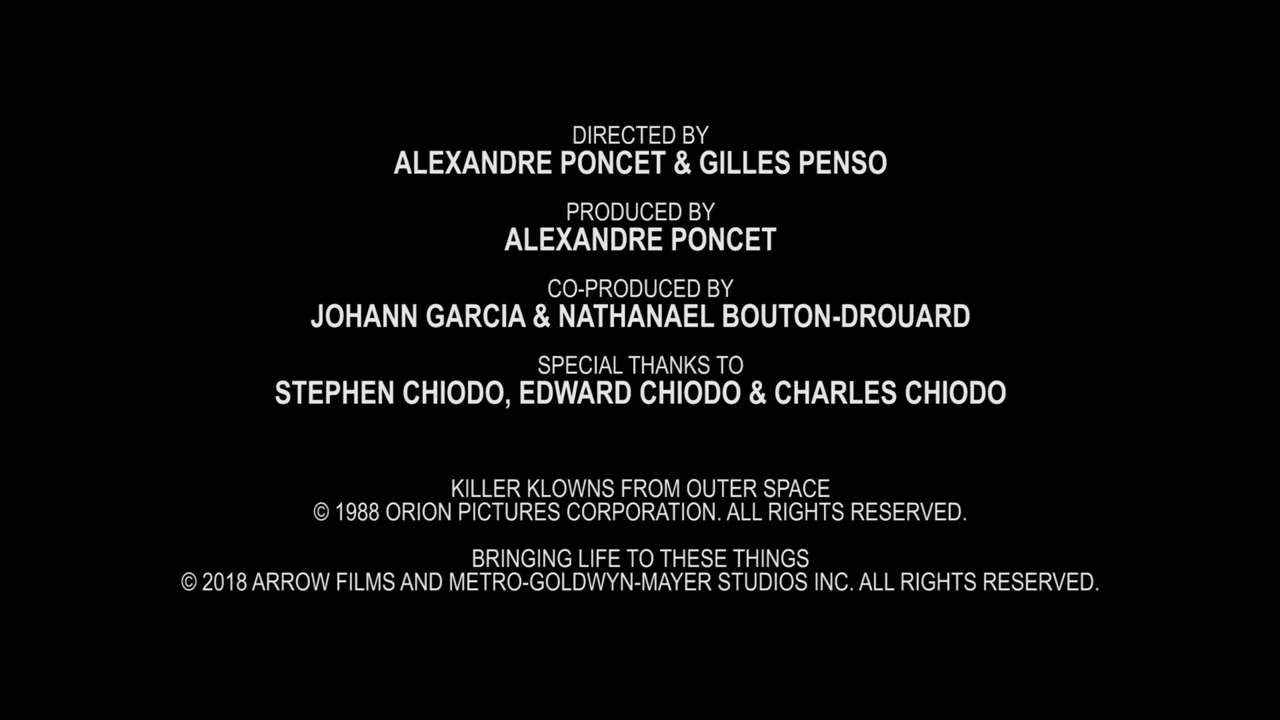 DIRECTED BY
ALEXANDRE PONCET & GILLES PENSO
PRODUCED BY
ALEXANDRE PONCET
CO-PRODUCED BY
JOHANN GARCIA & NATHANAEL BOUTON-DROUARD
SPECIAL THANKS TO
STEPHEN CHIODO, EDWARD CHIODO & CHARLES CHIODO
KILLER KLOWNS FROM OUTER SPACE
© 1988 ORION PICTURES CORPORATION. ALL RIGHTS RESERVED.
BRINGING LIFE TO THESE THINGS
© 2018 ARROW FILMS AND METRO-GOLDWYN-MAYER STUDIOS INC. ALL RIGHTS RESERVED.